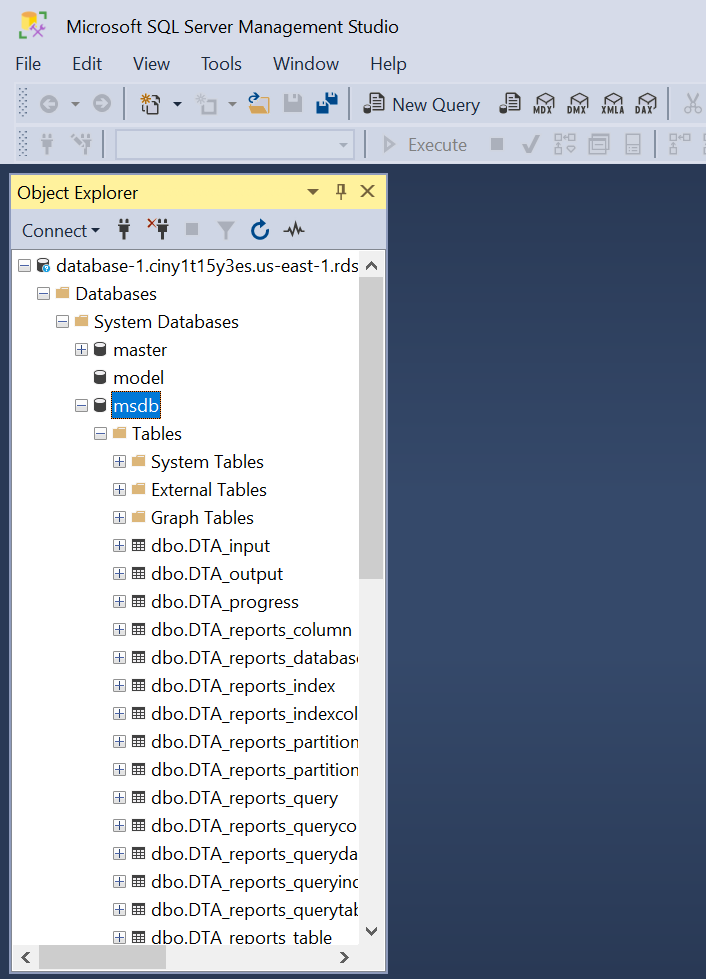 Microsoft SQL Server Management Studio
File Edit View Tools Window Help
New Query MDX DMX XMLA DAX
Execute
Object Explorer
Connect
database-1.ciny1t15y3es.us-east-1.rds
Databases
System Databases
master
model
msdb
Tables
System Tables
External Tables
Graph Tables
dbo.DTA_input
dbo.DTA_output
dbo.DTA_progress
dbo.DTA_reports_column
dbo.DTA_reports_database
dbo.DTA_reports_index
dbo.DTA_reports_indexcol
dbo.DTA_reports_partition
dbo.DTA_reports_partition
dbo.DTA_reports_query
dbo.DTA_reports_queryco
dbo.DTA_reports_queryda
dbo.DTA_reports_queryind
dbo.DTA_reports_querytab
dbo.DTA_reports_table